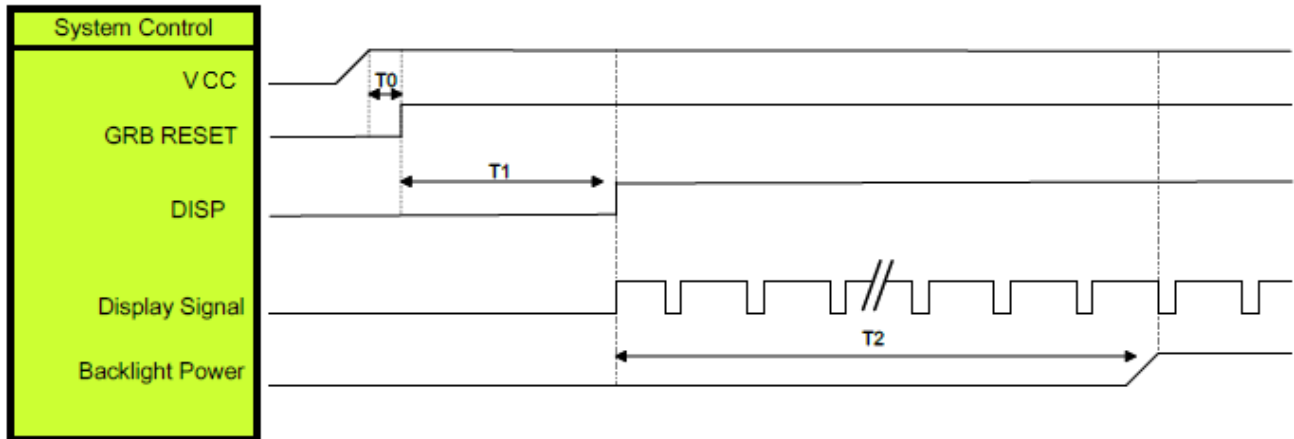 System Control
VCC
T0
GRB RESET
T1
DISP
Display Signal
T2
Backlight Power